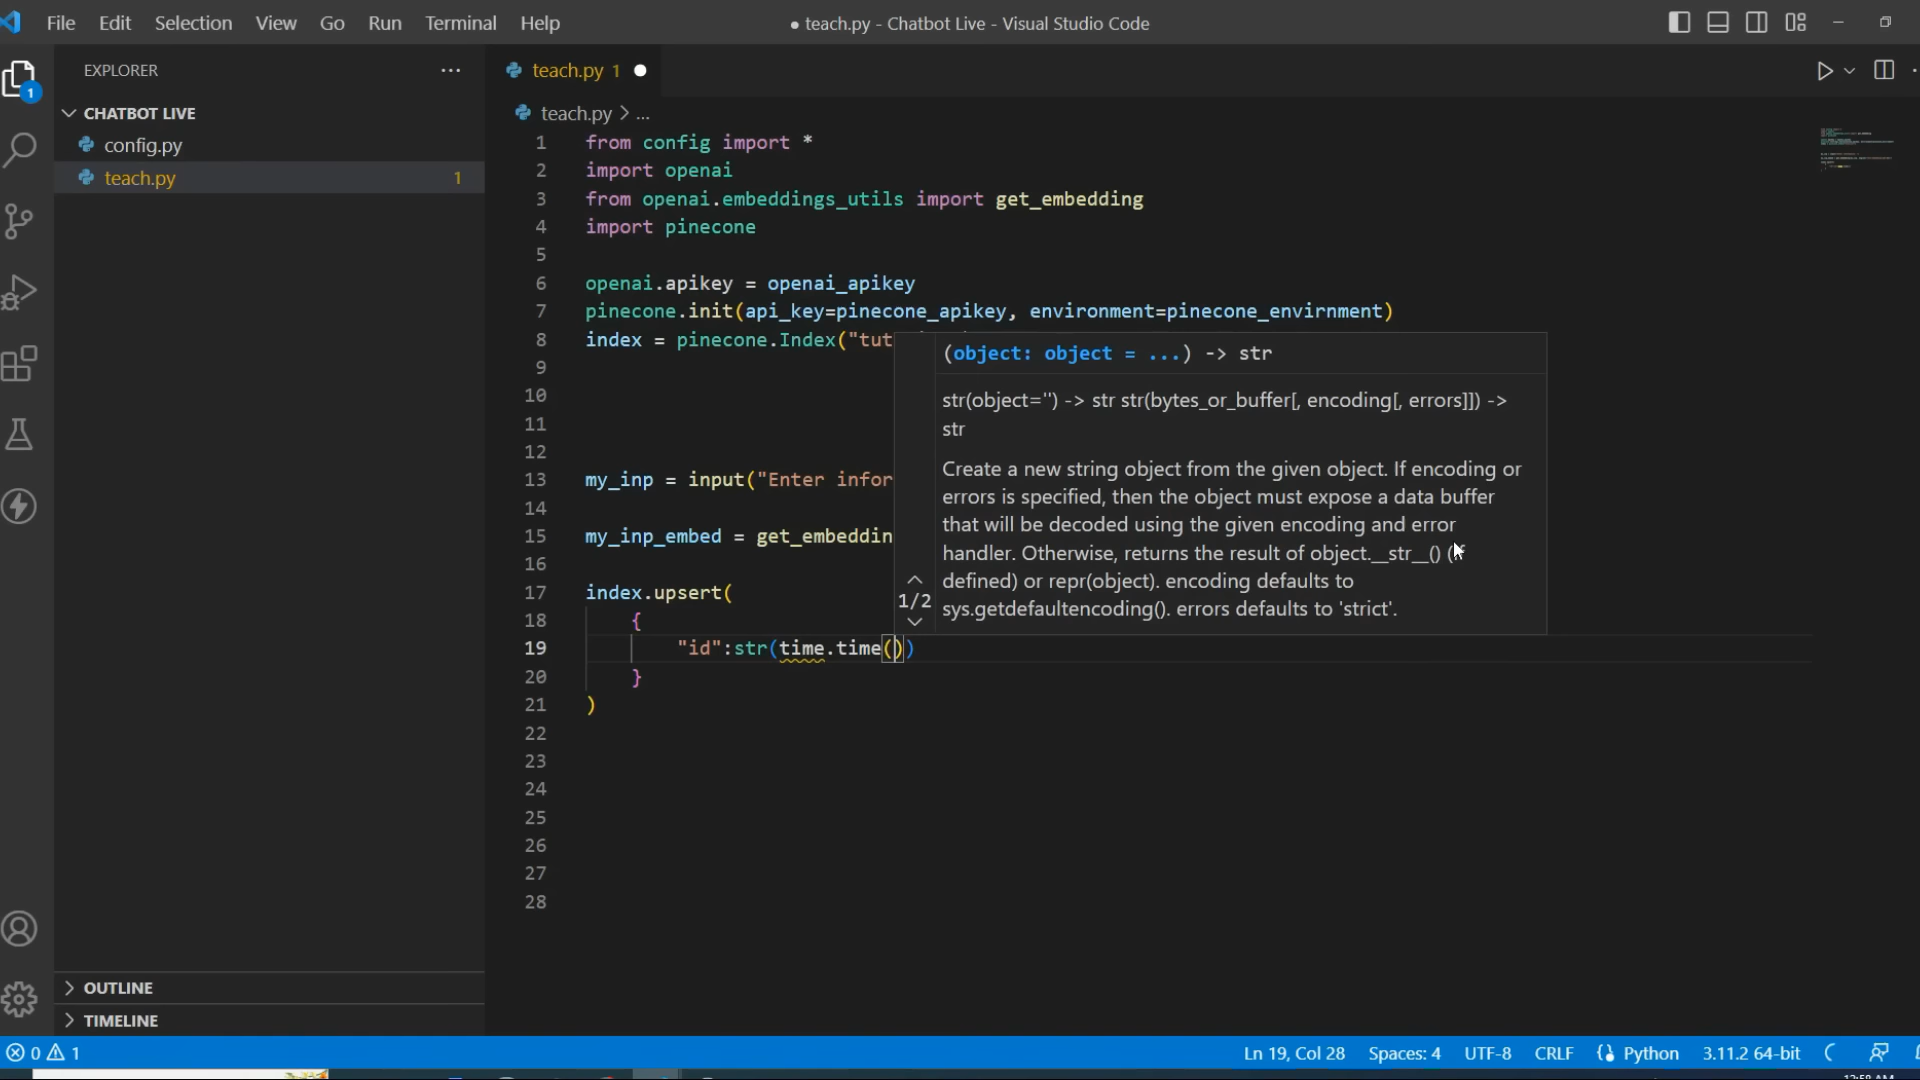 File Edit Selection View Go Run Terminal Help
● teach.py - Chatbot Live - Visual Studio Code
EXPLORER
CHATBOT LIVE
config.py
teach.py 1
1
teach.py 1
teach.py > ...
1 from config import *
2 import openai
3 from openai.embeddings_utils import get_embedding
4 import pinecone
5
6 openai.apikey = openai_apikey
7 pinecone.init(api_key=pinecone_apikey, environment=pinecone_envirnment)
8 index = pinecone.Index("tut
9
10
11
12
13 my_inp = input("Enter infor
14
15 my_inp_embed = get_embeddin
16
17 index.upsert(
18 {
19 "id":str(time.time())
20 }
21 )
22
23
24
25
26
27
28
(object: object = ...) -> str
str(object='') -> str str(bytes_or_buffer[, encoding[, errors]]) ->
str
Create a new string object from the given object. If encoding or
errors is specified, then the object must expose a data buffer
that will be decoded using the given encoding and error
handler. Otherwise, returns the result of object.__str__() (if
defined) or repr(object). encoding defaults to
sys.getdefaultencoding(). errors defaults to 'strict'.
1/2
OUTLINE
TIMELINE
0 1
Ln 19, Col 28 Spaces: 4 UTF-8 CRLF Python 3.11.2 64-bit